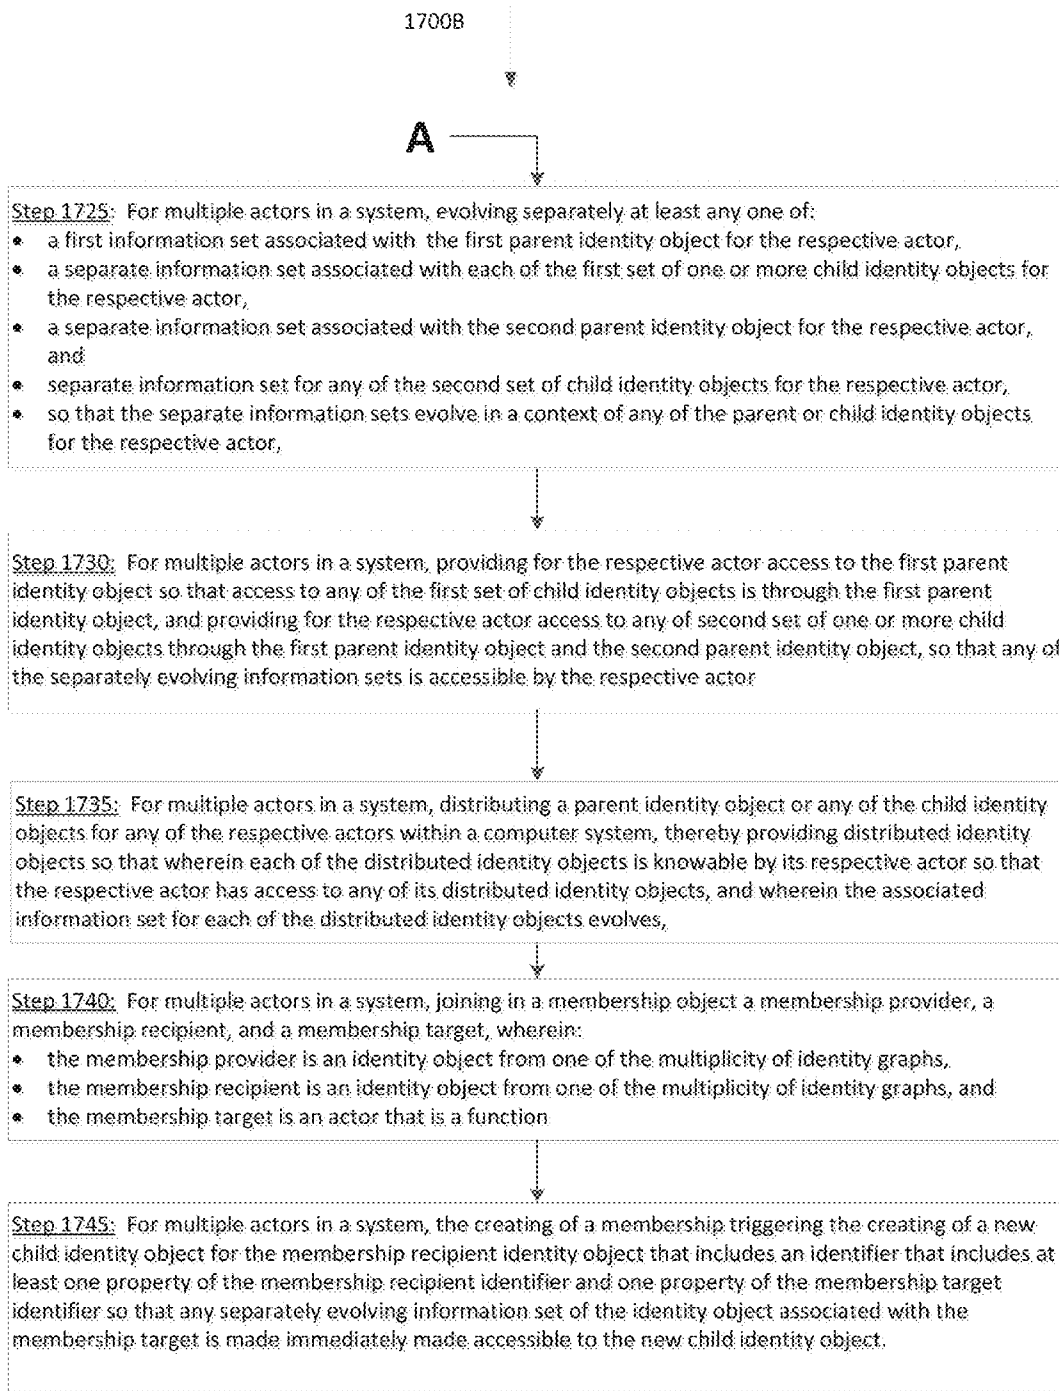 1700B
A
Step 1725: For multiple actors in a system, evolving separately at least any one of:
• a first information set associated with the first parent identity object for the respective actor,
• a separate information set associated with each of the first set of one or more child identity objects for
the respective actor,
• a separate information set associated with the second parent identity object for the respective actor,
and
• separate information set for any of the second set of child identity objects for the respective actor,
• so that the separate information sets evolve in a context of any of the parent or child identity objects
for the respective actor,
Step 1730: For multiple actors in a system, providing for the respective actor access to the first parent
identity object so that access to any of the first set of child identity objects is through the first parent
identity object, and providing for the respective actor access to any of second set of one or more child
identity objects through the first parent identity object and the second parent identity object, so that any of
the separately evolving information sets is accessible by the respective actor
Step 1735: For multiple actors in a system, distributing a parent identity object or any of the child identity
objects for any of the respective actors within a computer system, thereby providing distributed identity
objects so that wherein each of the distributed identity objects is knowable by its respective actor so that
the respective actor has access to any of its distributed identity objects, and wherein the associated
information set for each of the distributed identity objects evolves,
Step 1740: For multiple actors in a system, joining in a membership object a membership provider, a
membership recipient, and a membership target, wherein:
• the membership provider is an identity object from one of the multiplicity of identity graphs,
• the membership recipient is an identity object from one of the multiplicity of identity graphs, and
• the membership target is an actor that is a function
Step 1745: For multiple actors in a system, the creating of a membership triggering the creating of a new
child identity object for the membership recipient identity object that includes an identifier that includes at
least one property of the membership recipient identifier and one property of the membership target
identifier so that any separately evolving information set of the identity object associated with the
membership target is made immediately made accessible to the new child identity object.